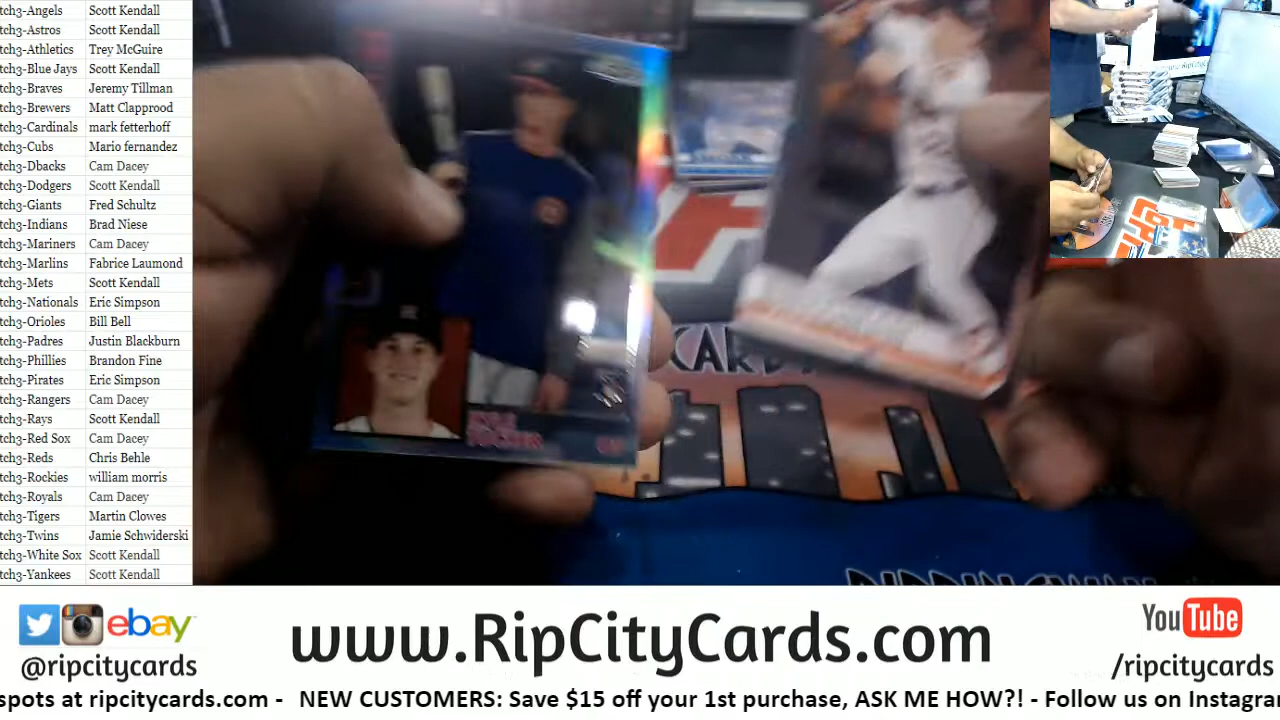 tch3-Angels Scott Kendall
tch3-Astros Scott Kendall
tch3-Athletics Trey McGuire
tch3-Blue Jays Scott Kendall
tch3-Braves Jeremy Tillman
tch3-Brewers Matt Clapprood
tch3-Cardinals mark fetterhoff
tch3-Cubs Mario fernandez
tch3-Dbacks Cam Dacey
tch3-Dodgers Scott Kendall
tch3-Giants Fred Schultz
tch3-Indians Brad Niese
tch3-Mariners Cam Dacey
tch3-Marlins Fabrice Laumond
tch3-Mets Scott Kendall
tch3-Nationals Eric Simpson
tch3-Orioles Bill Bell
tch3-Padres Justin Blackburn
tch3-Phillies Brandon Fine
tch3-Pirates Eric Simpson
tch3-Rangers Cam Dacey
tch3-Rays Scott Kendall
tch3-Red Sox Cam Dacey
tch3-Reds Chris Behle
tch3-Rockies william morris
tch3-Royals Cam Dacey
tch3-Tigers Martin Clowes
tch3-Twins Jamie Schwiderski
tch3-White Sox Scott Kendall
tch3-Yankees Scott Kendall
ebay
@ripcitycards
www.RipCityCards.com
YouTube
/ripcitycards
spots at ripcitycards.com - NEW CUSTOMERS: Save $15 off your 1st purchase, ASK ME HOW?! - Follow us on Instagra